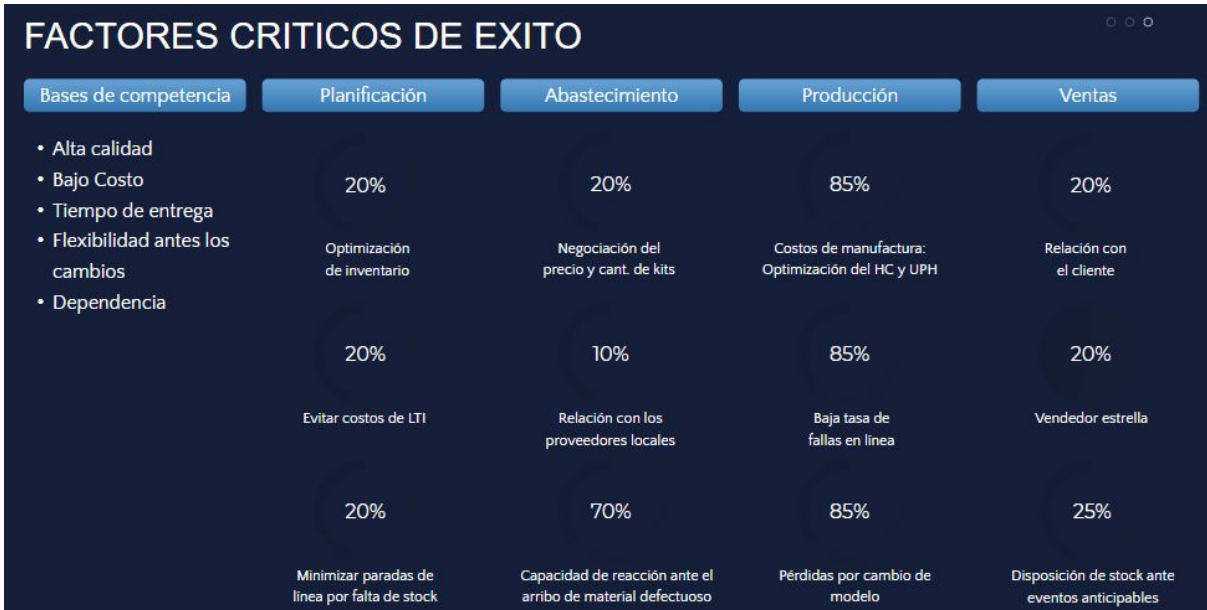 FACTORES CRITICOS DE EXITO
Bases de competencia
Planificación
Abastecimiento
Producción
Ventas
• Alta calidad
• Bajo Costo
• Tiempo de entrega
• Flexibilidad antes los
cambios
• Dependencia
20%
20%
85%
20%
Optimización
de inventario
Negociación del
precio y cant. de kits
Costos de manufactura:
Optimización del HC y UPH
Relación con
el cliente
20%
10%
85%
20%
Evitar costos de LTI
Relación con los
proveedores locales
Baja tasa de
fallas en línea
Vendedor estrella
20%
70%
85%
25%
Minimizar paradas de
línea por falta de stock
Capacidad de reacción ante el
arribo de material defectuoso
Pérdidas por cambio de
modelo
Disposición de stock ante
eventos anticipables